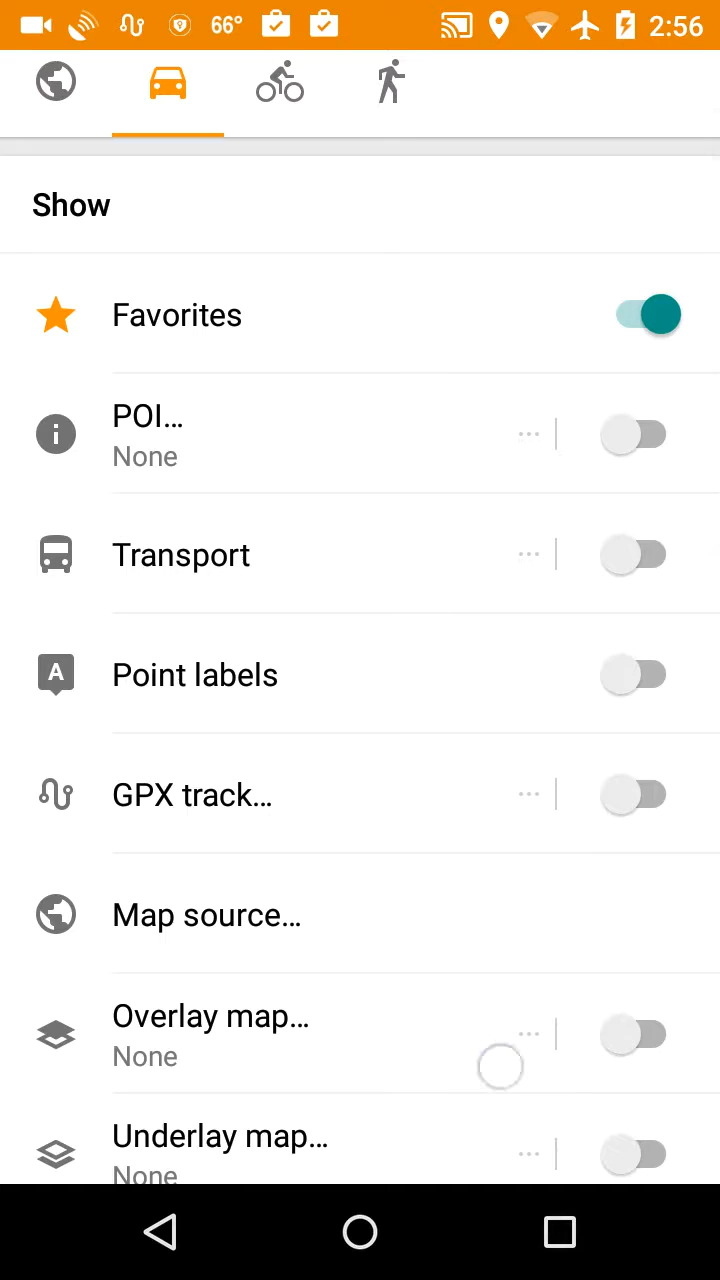 66°
2:56
Show
Favorites
POI...
None
Transport
A
Point labels
GPX track...
Map source...
Overlay map...
None
Underlay map...
None